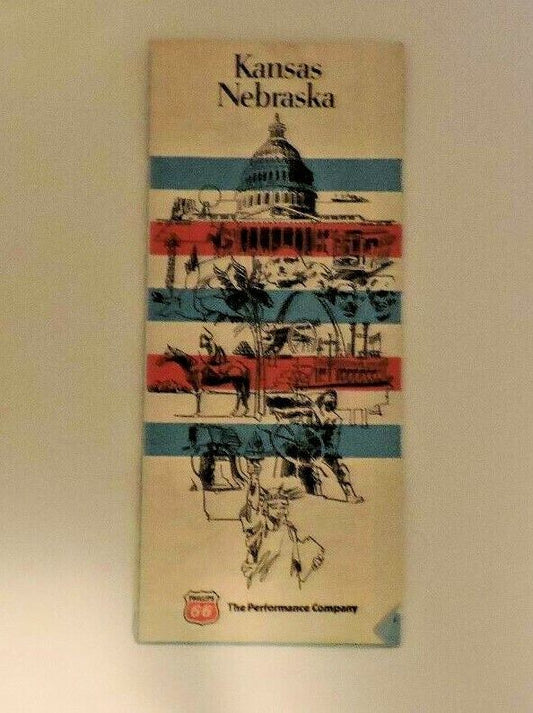 Kansas
Nebraska
PHILLIPS
66
The Performance Company